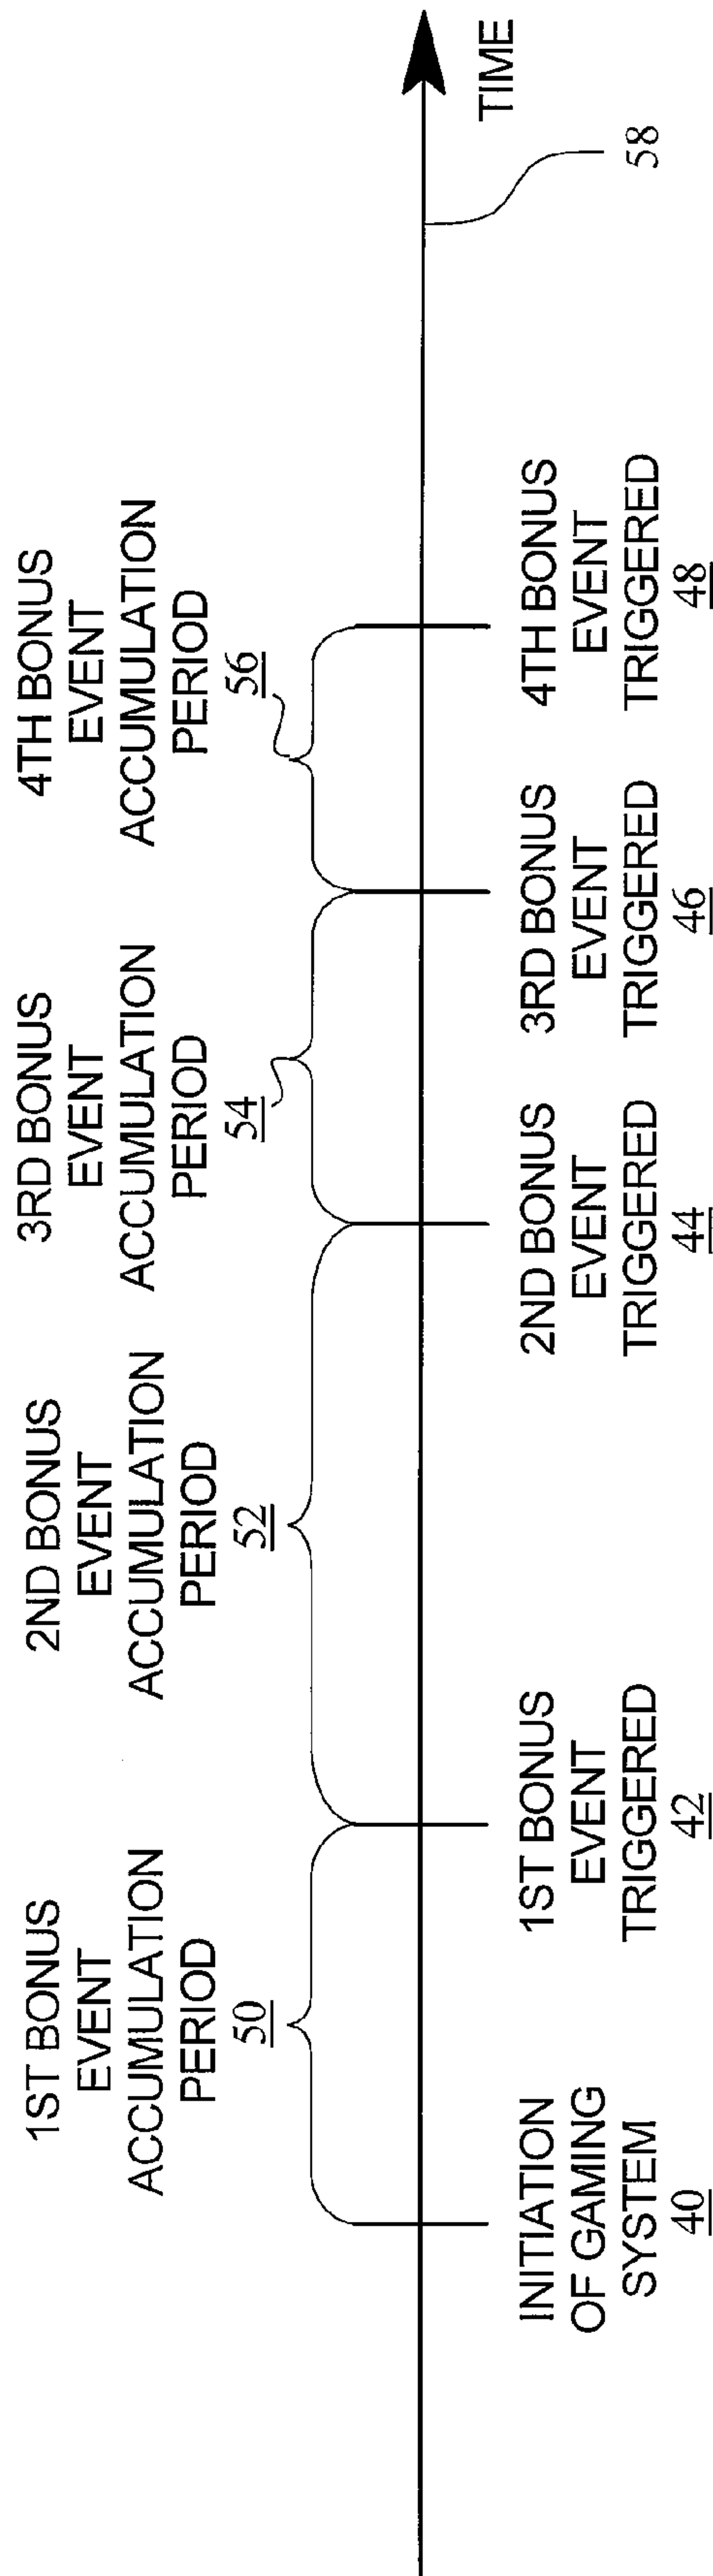 1ST BONUS
EVENT
ACCUMULATION
PERIOD
50
2ND BONUS
EVENT
ACCUMULATION
PERIOD
52
3RD BONUS
EVENT
ACCUMULATION
PERIOD
54
4TH BONUS
EVENT
ACCUMULATION
PERIOD
56
INITIATION
OF GAMING
SYSTEM
40
1ST BONUS
EVENT
TRIGGERED
42
2ND BONUS
EVENT
TRIGGERED
44
3RD BONUS
EVENT
TRIGGERED
46
4TH BONUS
EVENT
TRIGGERED
48
TIME
58